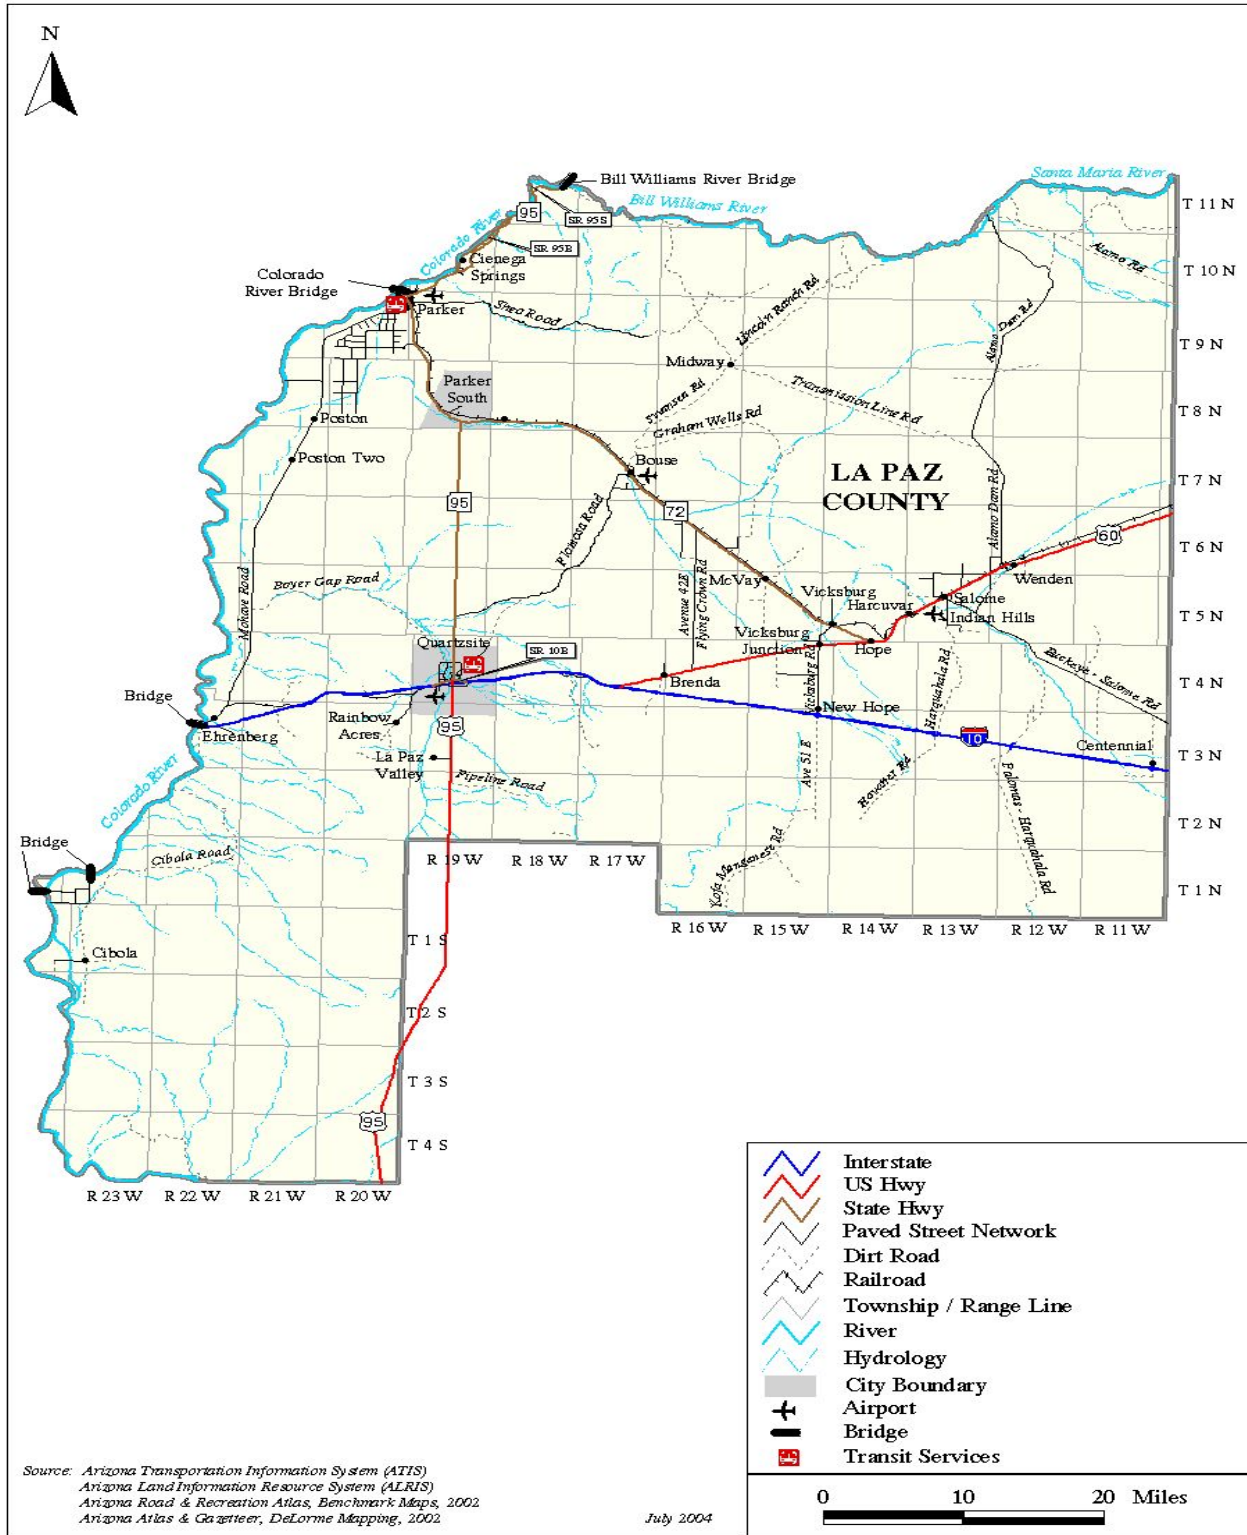 N
Bill Williams River Bridge
Santa Maria River
Bill Williams River
95
SR 95S
T 11 N
Colorado River
SR 95B
Alamo Rd
Cienega
Springs
T 10 N
Colorado
River Bridge
Parker
Shea Road
Lincoln Ranch Rd
Alamo Dam Rd
T 9 N
Midway
Parker
South
Swansea Rd
Transmission Line Rd
T 8 N
Graham Wells Rd
Poston
Poston Two
Bouse
LA PAZ
COUNTY
T 7 N
95
72
Plomosa Road
Alamo Dam Rd
60
T 6 N
Boyer Gap Road
Mohave Road
Avenue 42E
Flying Crown Rd
McVay
Wenden
Vicksburg
Harcuvar
Salome
Indian Hills
T 5 N
Vicksburg
Junction
Hope
Quartzsite
SR 10B
Buckeye - Salome Rd
Brenda
Vicksburg Rd
Harquahala Rd
T 4 N
Bridge
Ehrenberg
Rainbow
Acres
95
New Hope
10
Centennial
La Paz
Valley
Pipeline Road
Ave 51 E
Hovatter Rd
Palomas - Harquahala Rd
T 3 N
Colorado River
T 2 N
Bridge
Cibola Road
R 19 W
R 18 W
R 17 W
Kofa Manganese Rd
T 1 N
R 16 W
R 15 W
R 14 W
R 13 W
R 12 W
R 11 W
T 1 S
Cibola
T 2 S
T 3 S
95
T 4 S
R 23 W
R 22 W
R 21 W
R 20 W
Interstate
US Hwy
State Hwy
Paved Street Network
Dirt Road
Railroad
Township / Range Line
River
Hydrology
City Boundary
Airport
Bridge
Transit Services
0 10 20 Miles
Source: Arizona Transportation Information System (ATIS)
Arizona Land Information Resource System (ALRIS)
Arizona Road & Recreation Atlas, Benchmark Maps, 2002
Arizona Atlas & Gazetteer, DeLorme Mapping, 2002
July 2004